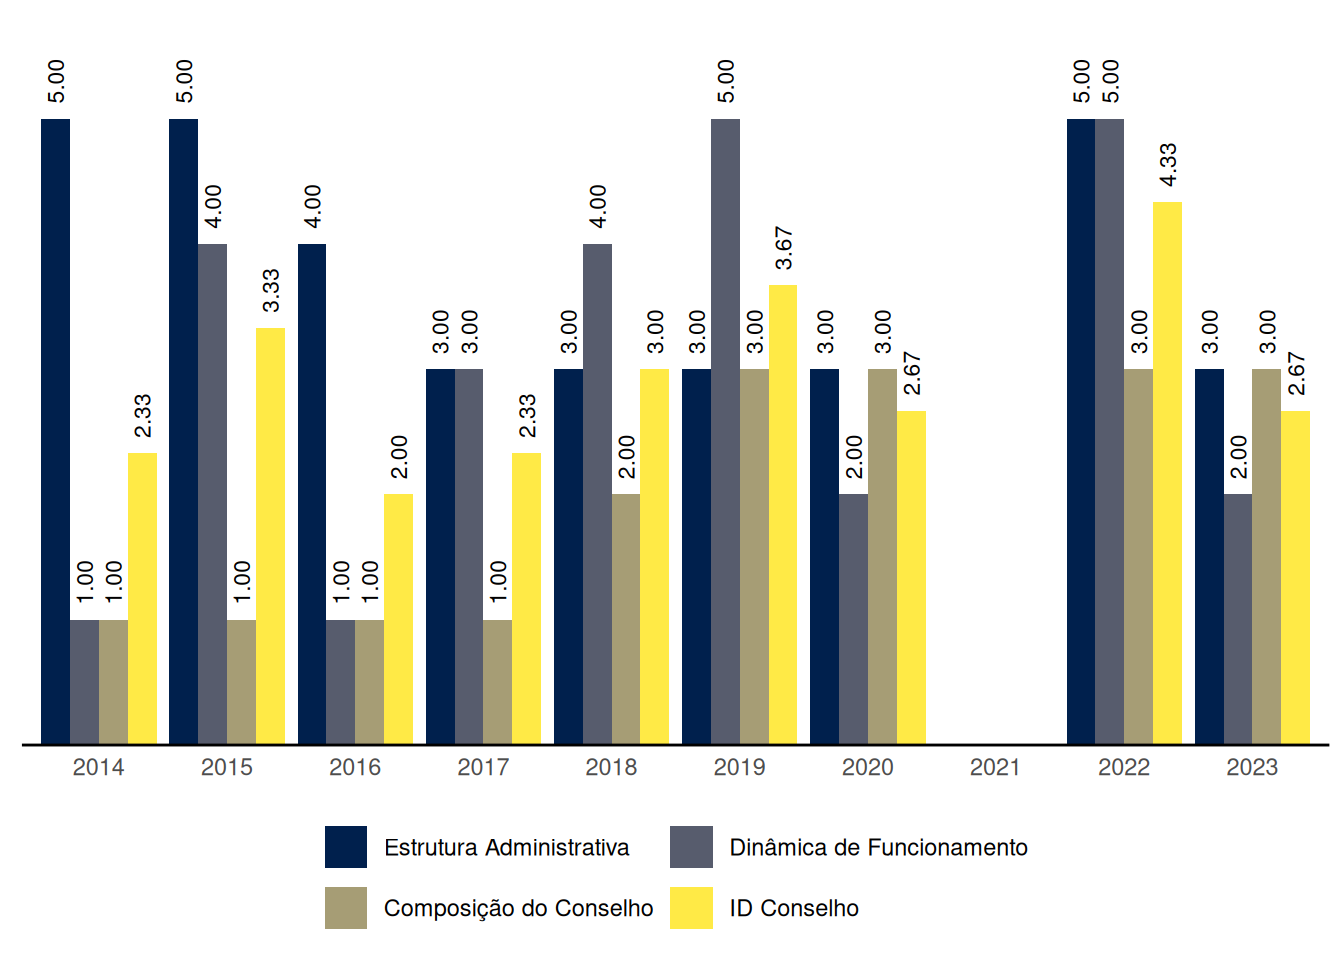 5.00 5.00 5.00 5.00 5.00
4.33
4.00 4.00 4.00
3.67
3.33
3.00 3.00 3.00 3.00 3.00 3.00 3.00 3.00 3.00 3.00 3.00
2.67 2.67
2.33 2.33
2.00 2.00 2.00 2.00
1.00 1.00 1.00 1.00 1.00 1.00
2014 2015 2016 2017 2018 2019 2020 2021 2022 2023
Estrutura Administrativa Dinâmica de Funcionamento
Composição do Conselho ID Conselho